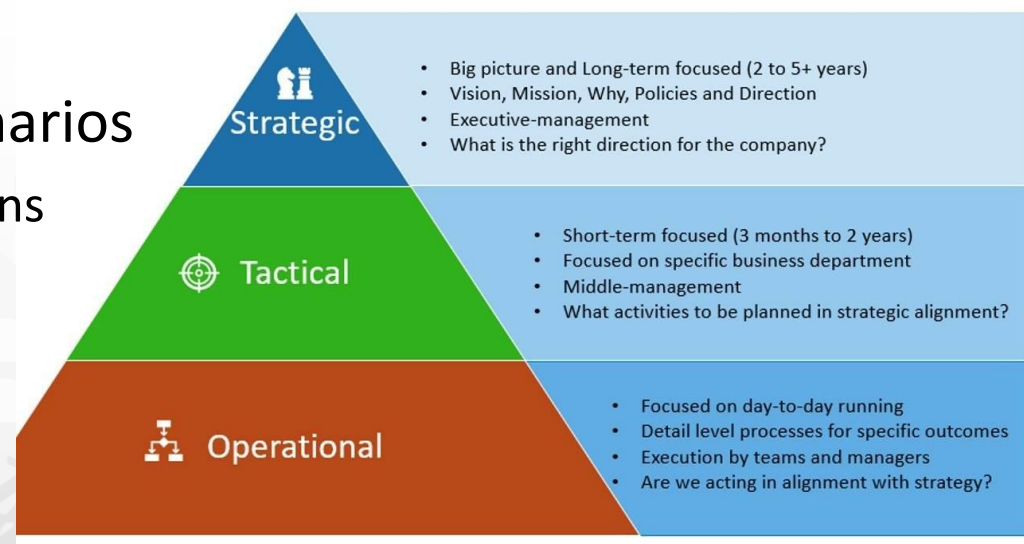 narios
ns
Strategic
• Big picture and Long-term focused (2 to 5+ years)
• Vision, Mission, Why, Policies and Direction
• Executive-management
• What is the right direction for the company?
Tactical
• Short-term focused (3 months to 2 years)
• Focused on specific business department
• Middle-management
• What activities to be planned in strategic alignment?
Operational
• Focused on day-to-day running
• Detail level processes for specific outcomes
• Execution by teams and managers
• Are we acting in alignment with strategy?